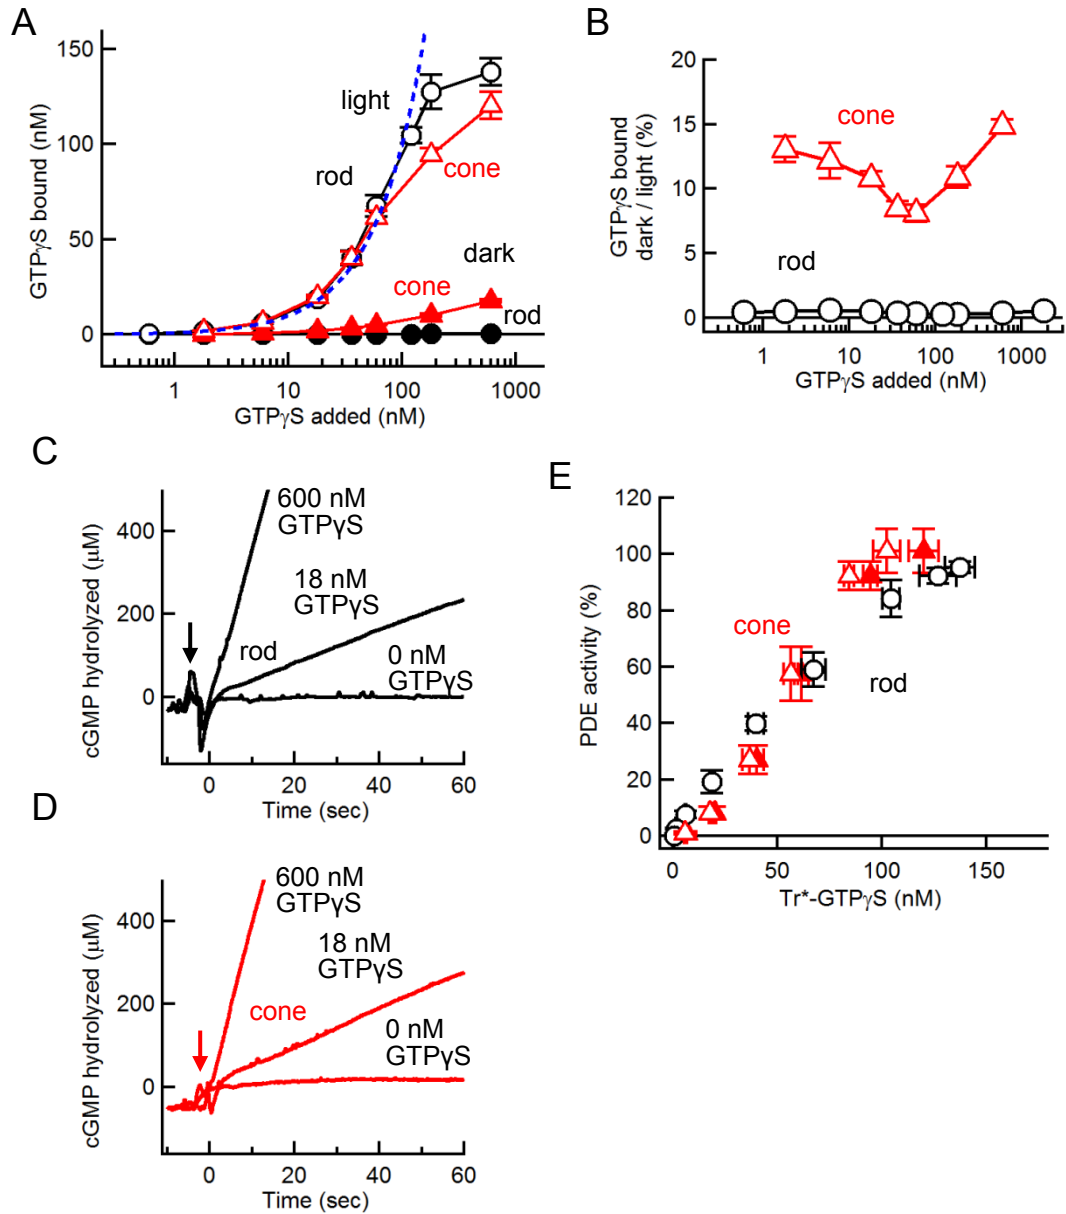 A
GTPγS bound (nM)
150
100
50
0
light
rod
cone
dark
cone
rod
1
10
100
1000
GTPγS added (nM)
B
GTPγS bound
dark / light (%)
20
15
10
5
0
cone
rod
1
10
100
1000
GTPγS added (nM)
C
cGMP hydrolyzed (μM)
400
200
0
600 nM
GTPγS
18 nM
GTPγS
rod
0 nM
GTPγS
0
20
40
60
Time (sec)
D
cGMP hydrolyzed (μM)
400
200
0
600 nM
GTPγS
18 nM
GTPγS
cone
0 nM
GTPγS
0
20
40
60
Time (sec)
E
PDE activity (%)
120
100
80
60
40
20
0
cone
rod
0
50
100
150
Tr*-GTPγS (nM)